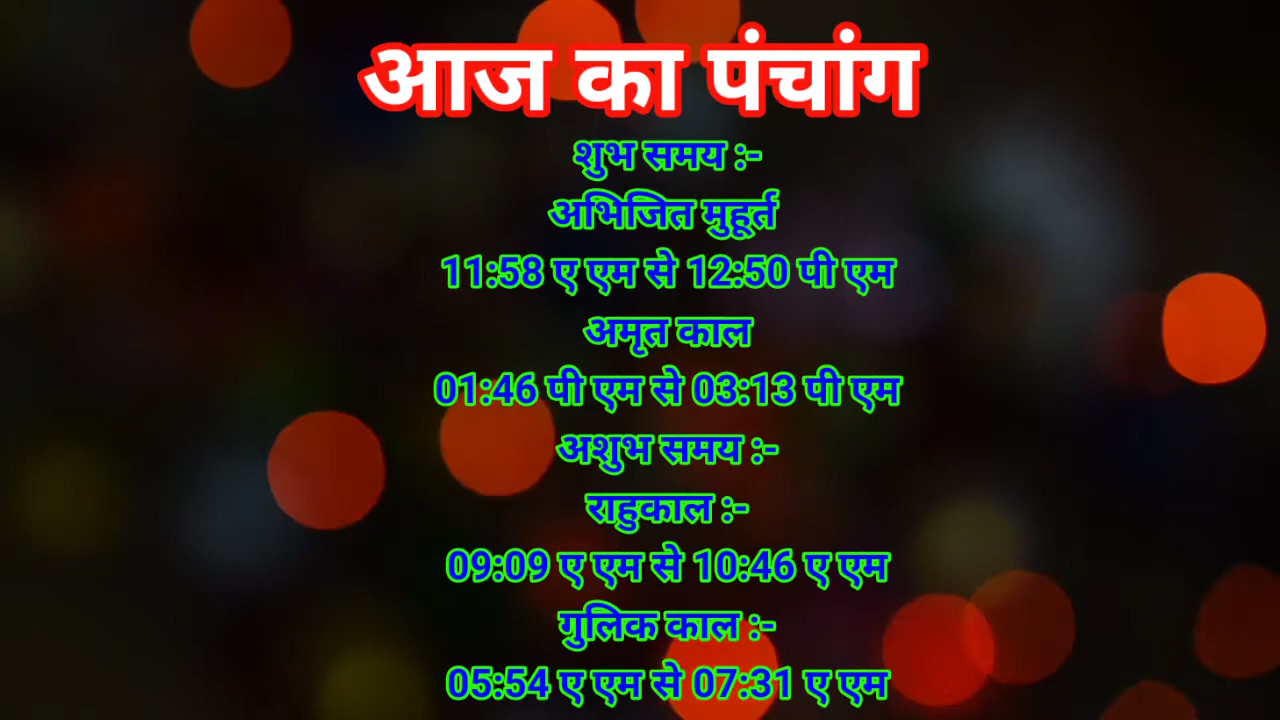 आज का पंचांग
शुभ समय :-
अभिजित मुहूर्त
11:58 ए एम से 12:50 पी एम
अमृत काल
01:46 पी एम से 03:13 पी एम
अशुभ समय :-
राहुकाल :-
09:09 ए एम से 10:46 ए एम
गुलिक काल :-
05:54 ए एम से 07:31 ए एम